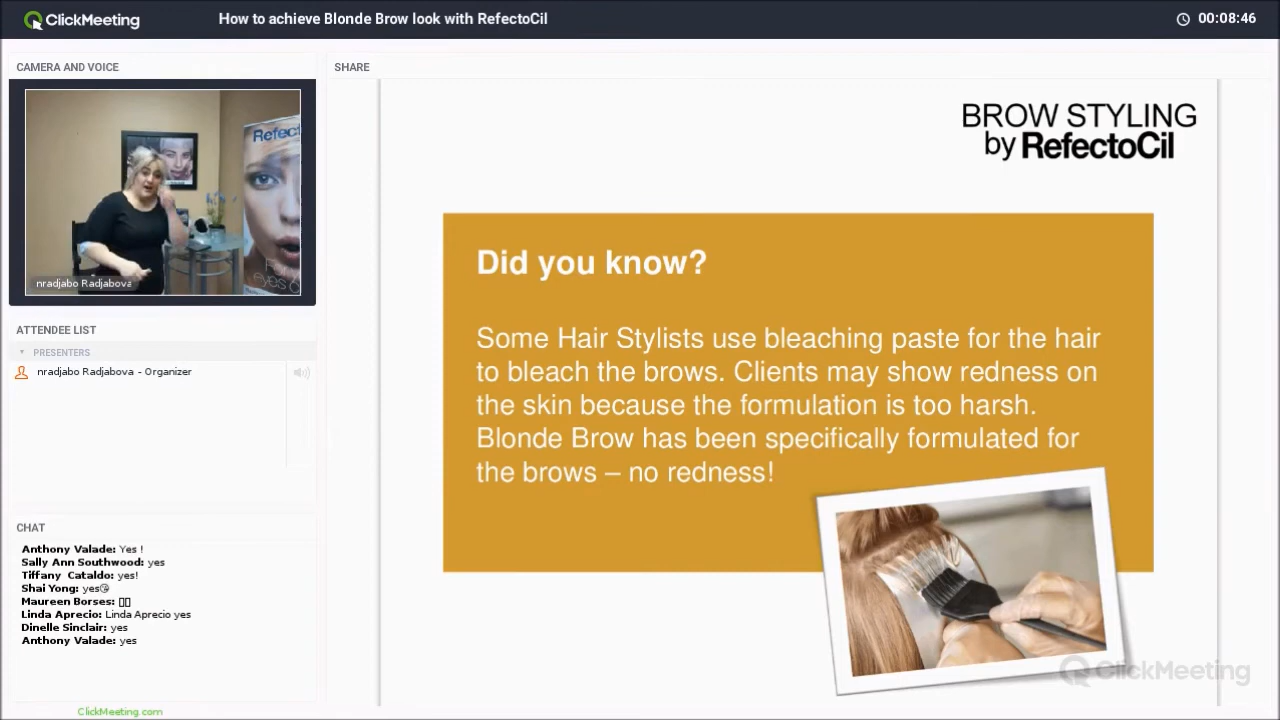 ClickMeeting
How to achieve Blonde Brow look with RefectoCil
00:08:46
CAMERA AND VOICE
SHARE
Refect
eyes
nradjabo Radjabova
ATTENDEE LIST
PRESENTERS
nradjabo Radjabova - Organizer
CHAT
Anthony Valade: Yes !
Sally Ann Southwood: yes
Tiffany Cataldo: yes!
Shai Yong: yes😘
Maureen Borses:
Linda Aprecio: Linda Aprecio yes
Dinelle Sinclair: yes
Anthony Valade: yes
ClickMeeting.com
BROW STYLING
by RefectoCil
Did you know?
Some Hair Stylists use bleaching paste for the hair
to bleach the brows. Clients may show redness on
the skin because the formulation is too harsh.
Blonde Brow has been specifically formulated for
the brows – no redness!
ClickMeeting